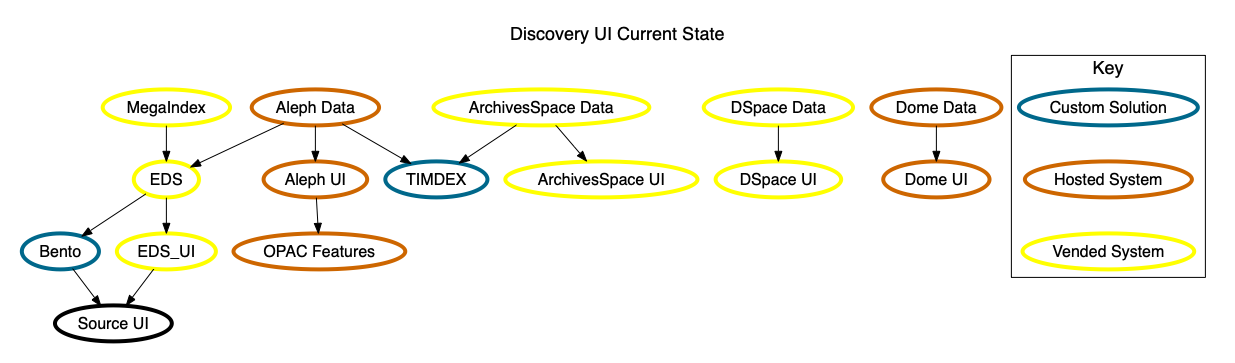 Discovery UI Current State
Key
MegaIndex
Aleph Data
ArchivesSpace Data
DSpace Data
Dome Data
Custom Solution
EDS
Aleph UI
TIMDEX
ArchivesSpace UI
DSpace UI
Dome UI
Hosted System
Bento
EDS_UI
OPAC Features
Vended System
Source UI